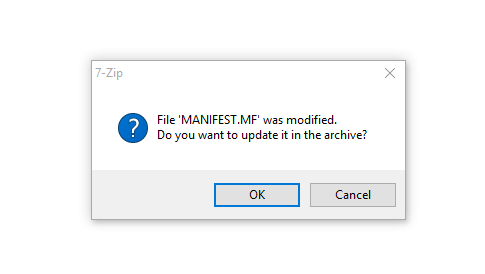 7-Zip
File 'MANIFEST.MF' was modified.
Do you want to update it in the archive?
OK
Cancel